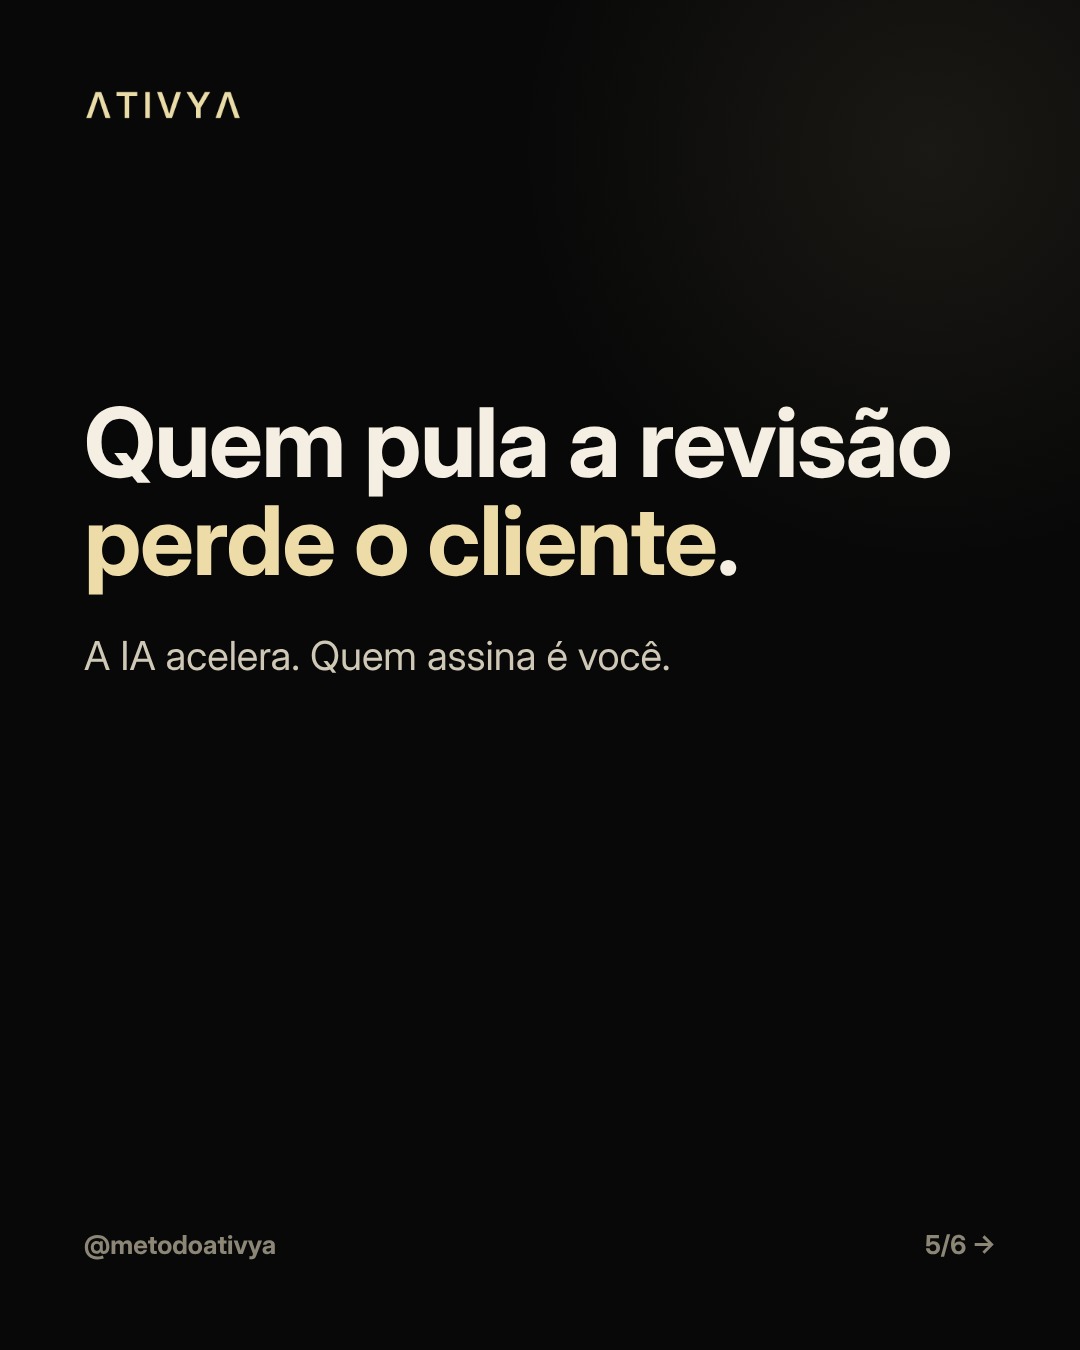 ATIVYA
Quem pula a revisão
perde o cliente.
A IA acelera. Quem assina é você.
@metodoativya
5/6 →